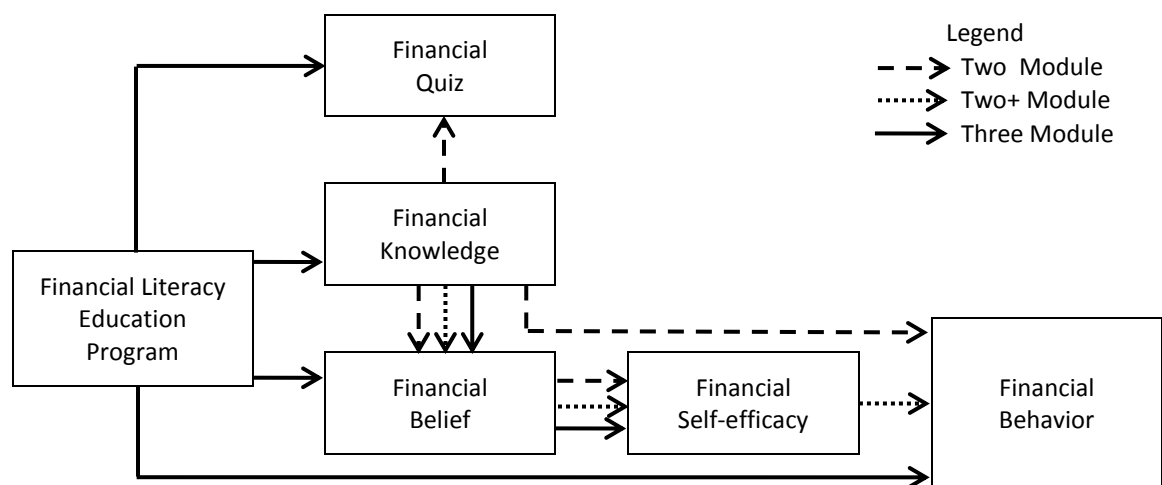 Financial
Quiz
Legend
Two Module
Two+ Module
Three Module
Financial
Knowledge
Financial Literacy
Education
Program
Financial
Belief
Financial
Self-efficacy
Financial
Behavior